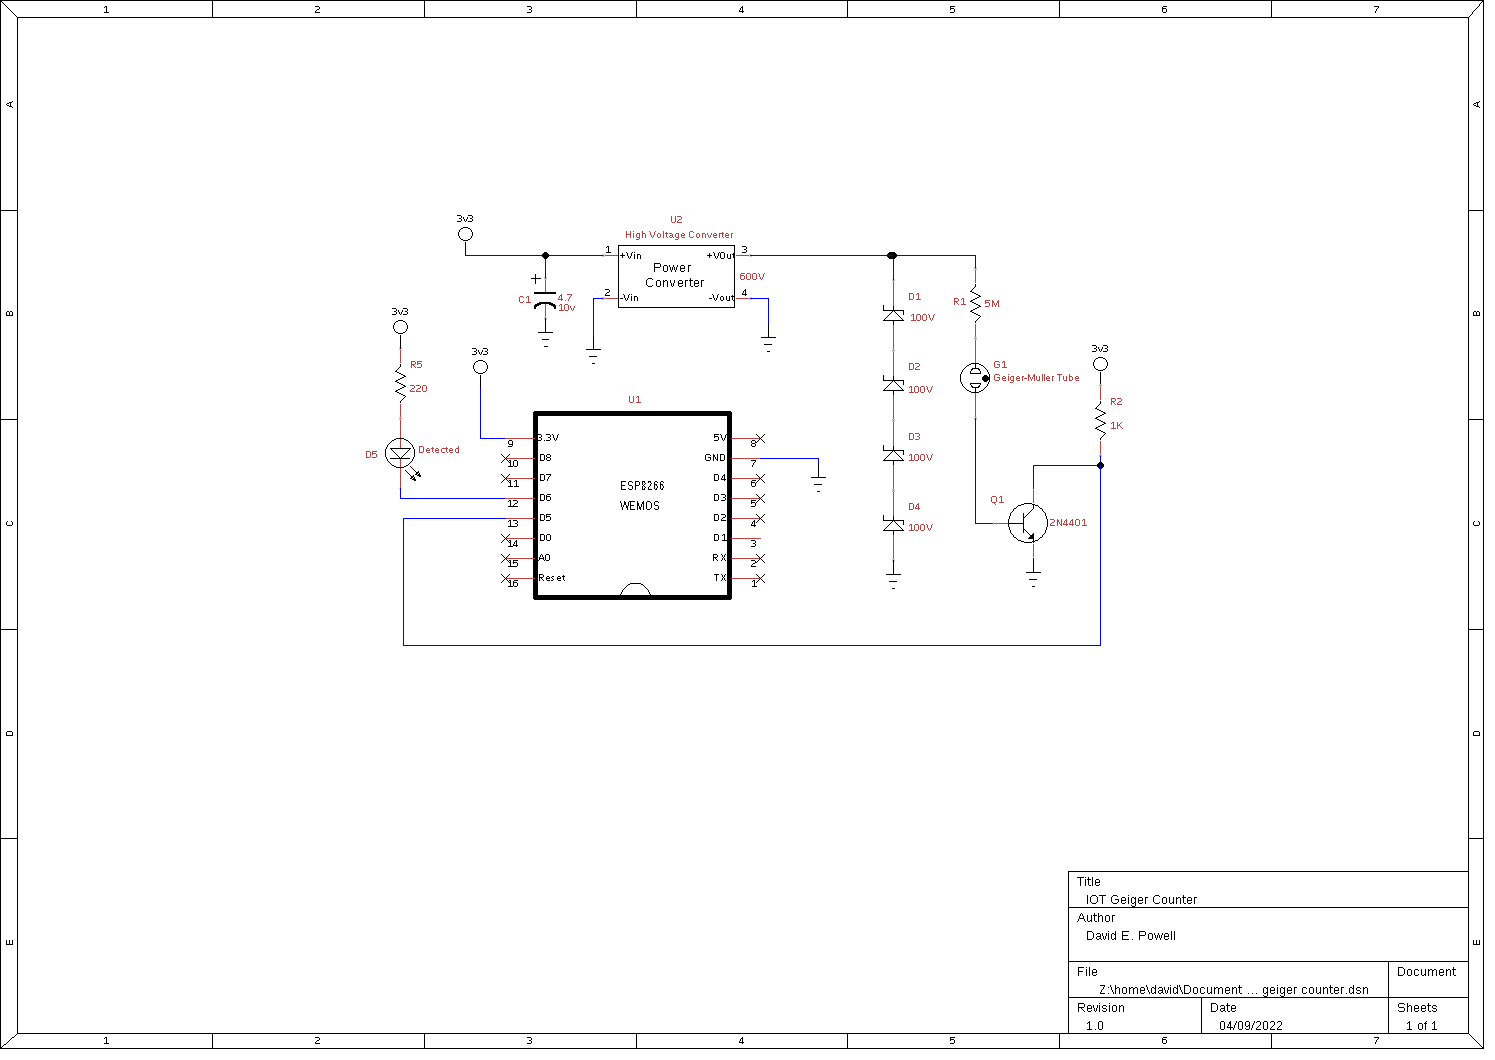 1 2 3 4 5 6 7
A A
B B
C C
D D
E E
3v3
U2
High Voltage Converter
1 +Vin +VOut 3
Power
Converter
600V
2 -Vin -Vout 4
+
C1 4.7
10v
3v3
R5
220
D5 Detected
3v3
U1
9 3.3V 5V 8
10 D8 GND 7
11 D7 D4 6
12 D6 D3 5
13 D5 D2 4
14 D0 D1 3
15 A0 RX 2
16 Reset TX 1
ESP8266
WEMOS
D1
100V
D2
100V
D3
100V
D4
100V
R1 5M
G1
Geiger-Muller Tube
3v3
R2
1K
Q1
2N4401
Title
IOT Geiger Counter
Author
David E. Powell
File Document
Z:\home\david\Document ... geiger counter.dsn
Revision Date Sheets
1.0 04/09/2022 1 of 1
1 2 3 4 5 6 7